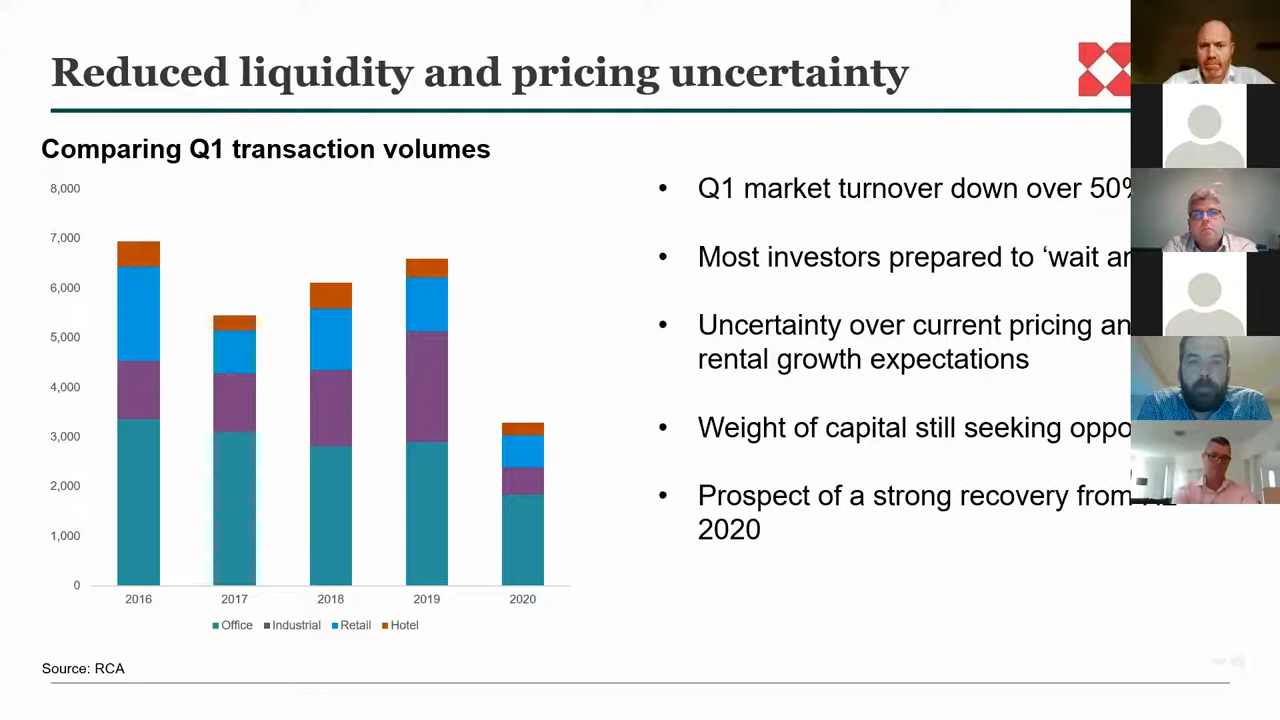 Reduced liquidity and pricing uncertainty
Comparing Q1 transaction volumes
8,000
7,000
6,000
5,000
4,000
3,000
2,000
1,000
0
2016 2017 2018 2019 2020
Office Industrial Retail Hotel
Source: RCA
• Q1 market turnover down over 50%
• Most investors prepared to ‘wait
• Uncertainty over current pricing
rental growth expectations
• Weight of capital still seeking
• Prospect of a strong recovery from
2020